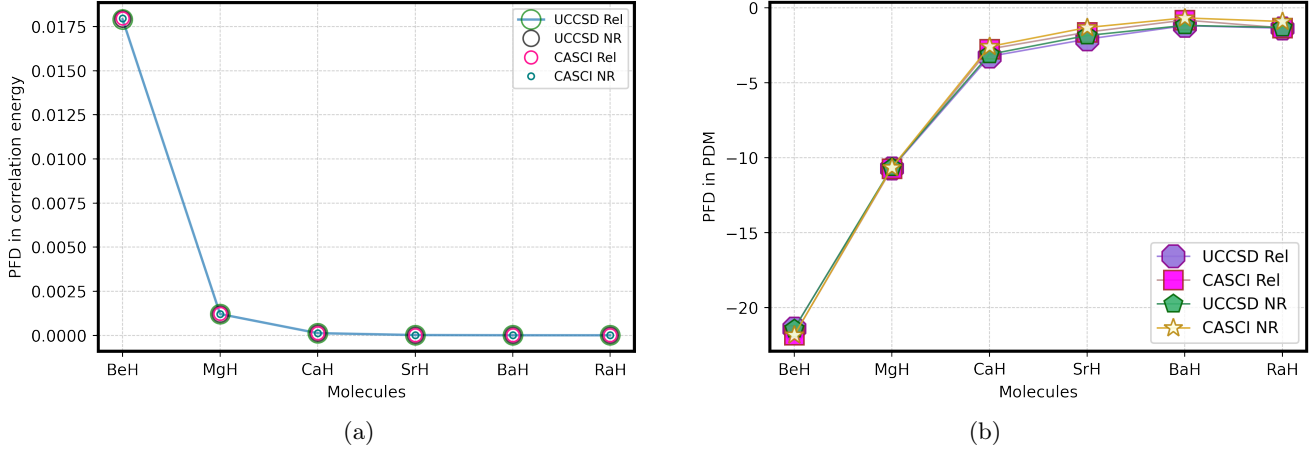 PFD in correlation energy
0.0175
0.0150
0.0125
0.0100
0.0075
0.0050
0.0025
0.0000
UCCSD Rel
UCCSD NR
CASCI Rel
CASCI NR
BeH MgH CaH SrH BaH RaH
Molecules
(a)
PFD in PDM
0
−5
−10
−15
−20
UCCSD Rel
CASCI Rel
UCCSD NR
CASCI NR
BeH MgH CaH SrH BaH RaH
Molecules
(b)